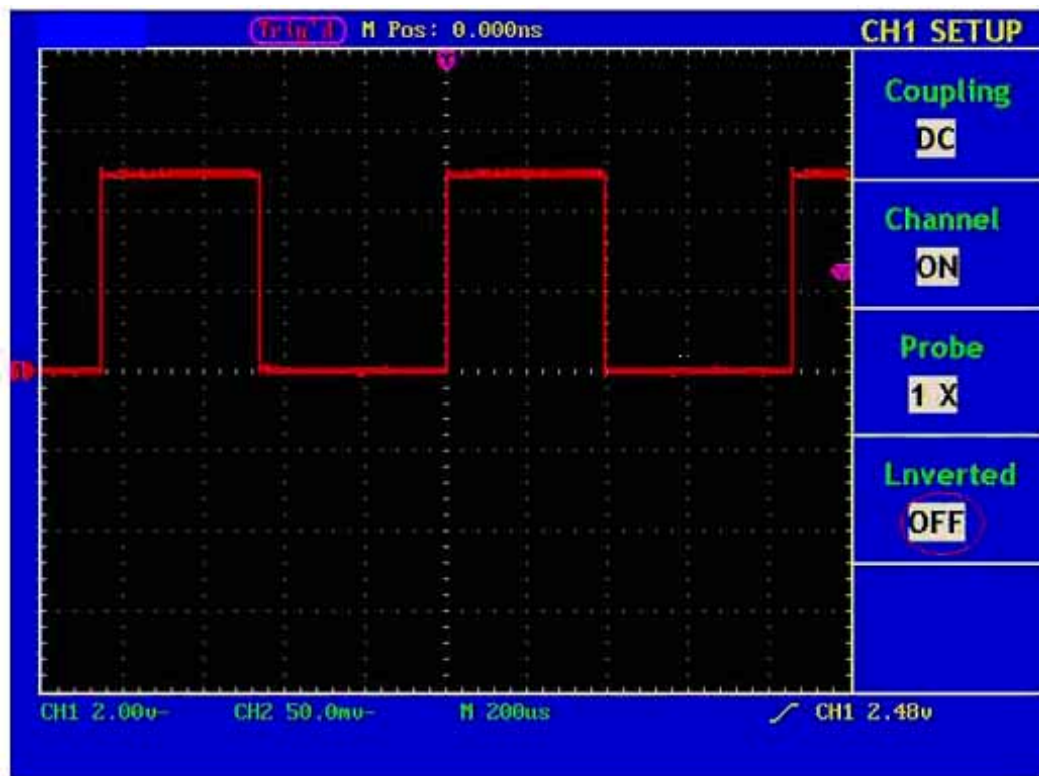 Trig'd M Pos: 0.000ns CH1 SETUP
T
Coupling
DC
Channel
ON
Probe
1 X
Lnverted
OFF
CH1 2.00v- CH2 50.0mv- M 200us CH1 2.48v